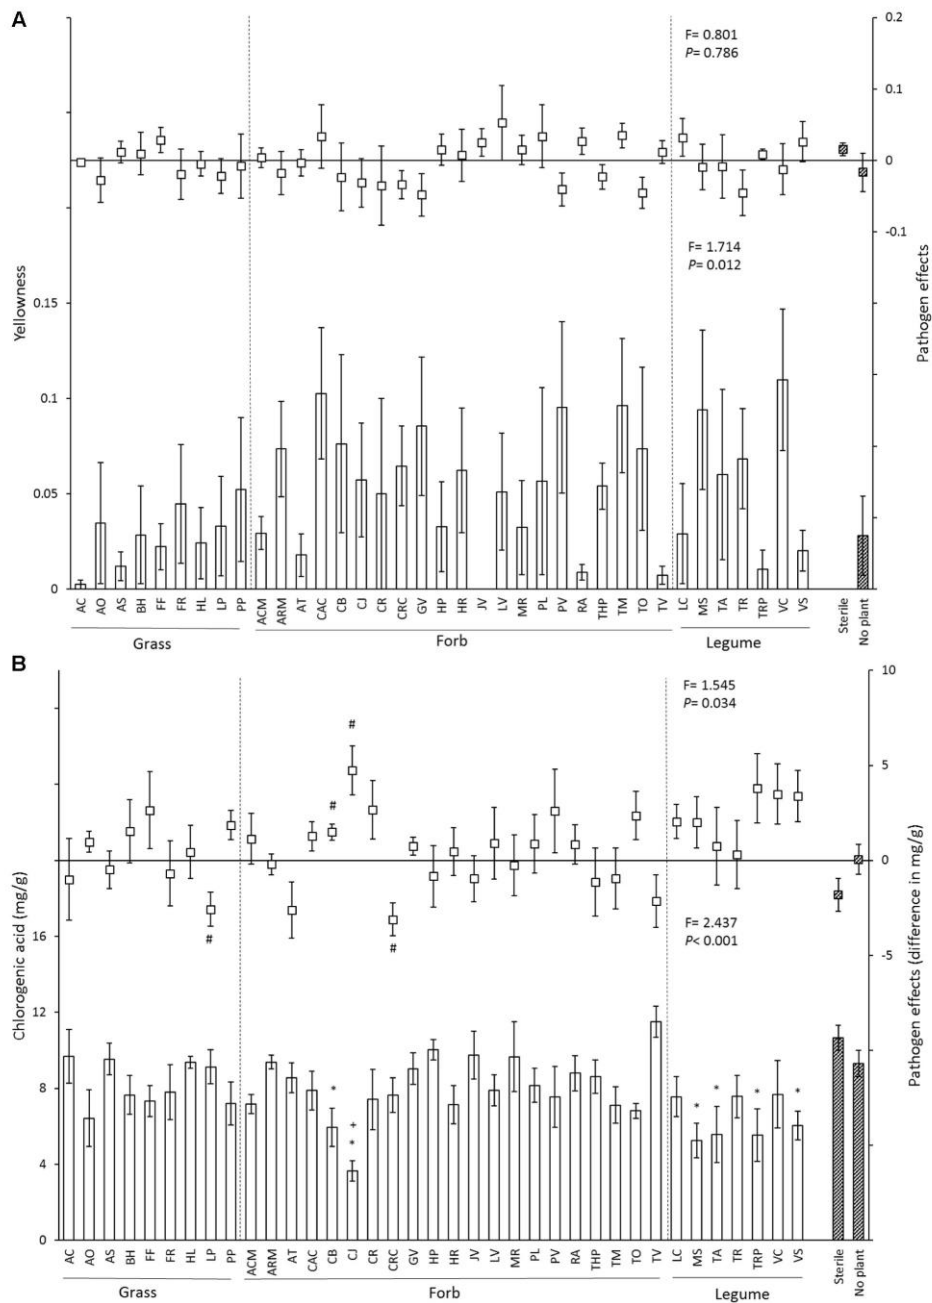 A
F= 0.801
P= 0.786
0.2
0.1
0
-0.1
Pathogen effects
F= 1.714
P= 0.012
Yellowness
0.15
0.1
0.05
0
AC AO AS BH FF FR HL LP PP ACM ARM AT CAC CB CJ CR CRC GV HP HR JV LV MR PL PV RA THP TM TO TV LC MS TA TR TRP VC VS Sterile No plant
Grass Forb Legume
B
F= 1.545
P= 0.034
10
5
0
-5
Pathogen effects (difference in mg/g)
# # # #
F= 2.437
P< 0.001
Chlorogenic acid (mg/g)
16
12
8
4
0
* + * * * * *
AC AO AS BH FF FR HL LP PP ACM ARM AT CAC CB CJ CR CRC GV HP HR JV LV MR PL PV RA THP TM TO TV LC MS TA TR TRP VC VS Sterile No plant
Grass Forb Legume